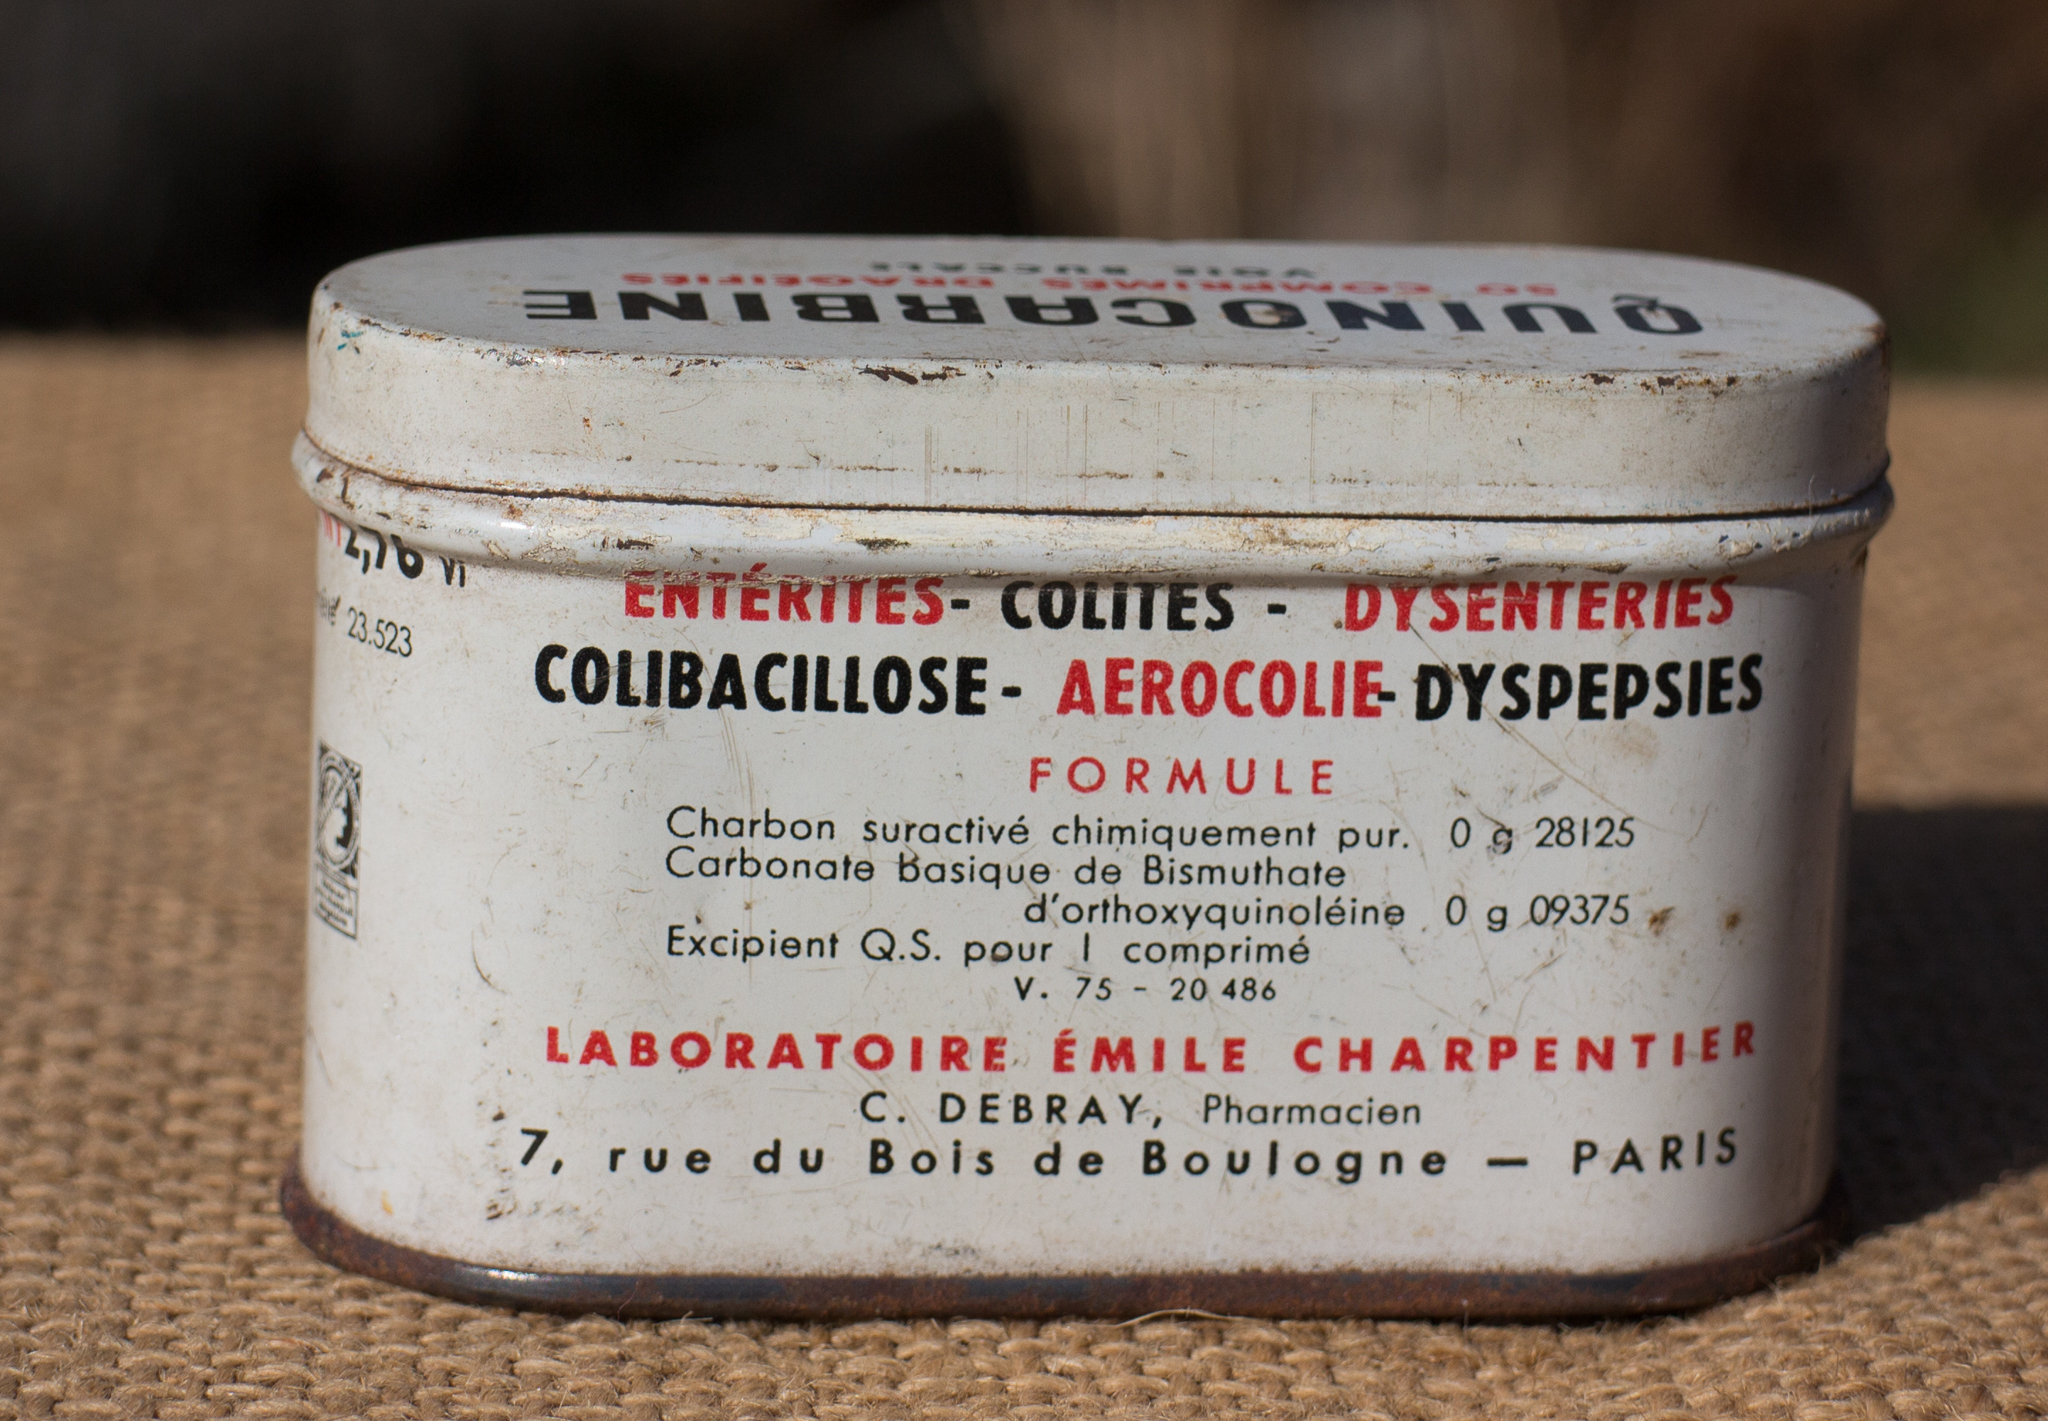 VOIE BUCCALE
50 COMPRIMÉS DRAGÉIFIÉS
QUINOCARBINE
23.523
ENTÉRITES - COLITES - DYSENTERIES
COLIBACILLOSE - AEROCOLIE - DYSPEPSIES
FORMULE
Charbon suractivé chimiquement pur. 0 g 28125
Carbonate Basique de Bismuthate
d'orthoxyquinoléine 0 g 09375
Excipient Q.S. pour 1 comprimé
V. 75 - 20 486
LABORATOIRE ÉMILE CHARPENTIER
C. DEBRAY, Pharmacien
7, rue du Bois de Boulogne — PARIS